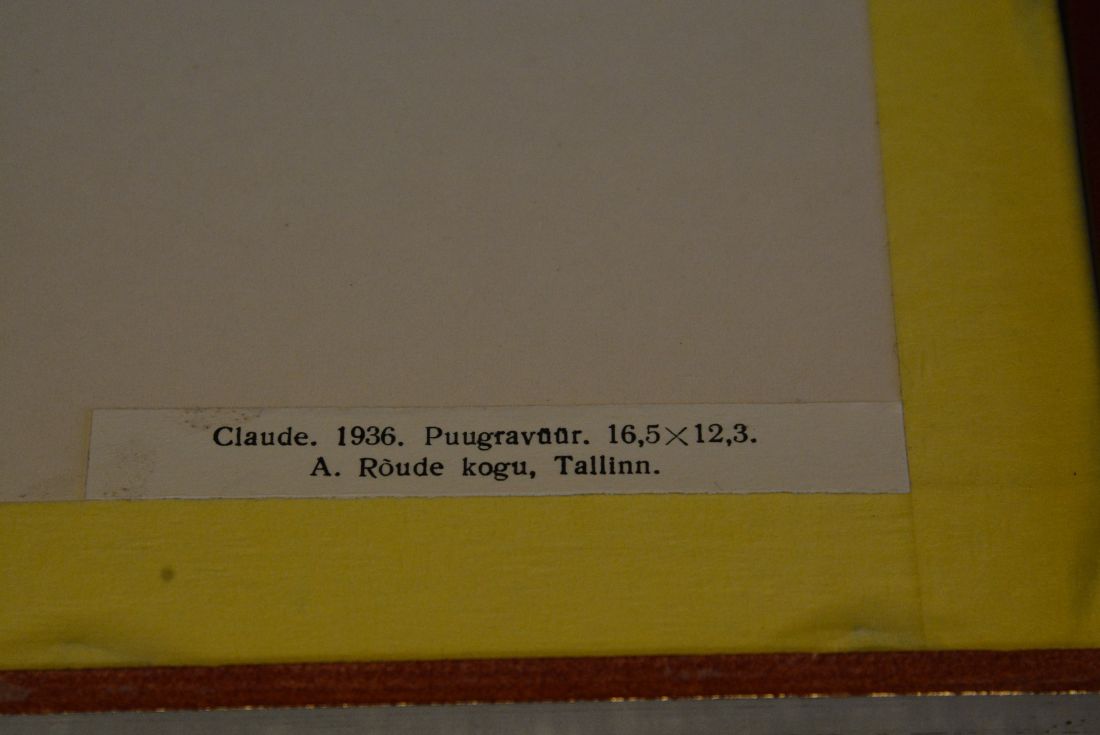 Claude. 1936. Puugravüür. 16,5×12,3.
A. Rõude kogu, Tallinn.